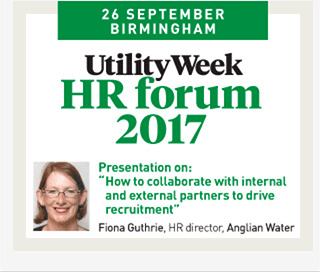 26 SEPTEMBER
BIRMINGHAM
UtilityWeek
HR forum
2017
Presentation on:
“How to collaborate with internal
and external partners to drive
recruitment”
Fiona Guthrie, HR director, Anglian Water